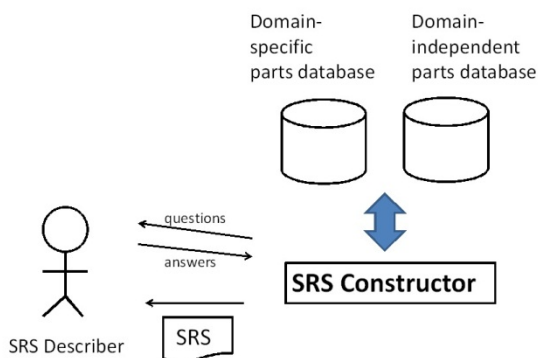 Domain-
specific
parts database
Domain-
independent
parts database
questions
answers
SRS Constructor
SRS
SRS Describer